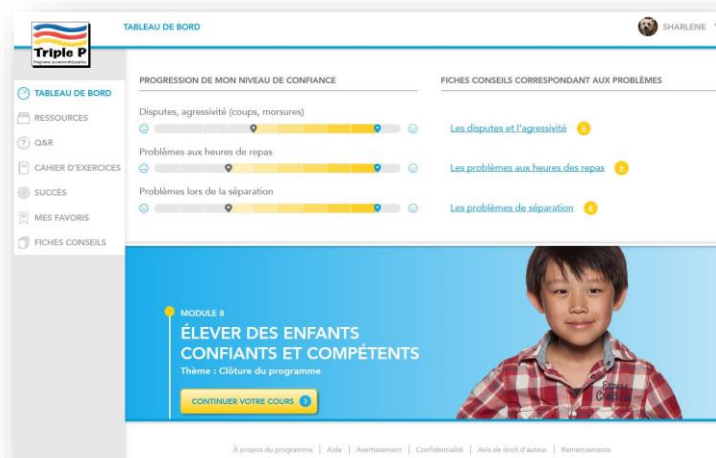 TABLEAU DE BORD
SHARLENE
Triple P
TABLEAU DE BORD
RESSOURCES
Q&R
CAHIER D'EXERCICES
SUCCÈS
MES FAVORIS
FICHES CONSEILS
PROGRESSION DE MON NIVEAU DE CONFIANCE
Disputes, agressivité (coups, morsures)
Problèmes aux heures de repas
Problèmes lors de la séparation
FICHES CONSEILS CORRESPONDANT AUX PROBLÈMES
Les disputes et l'agressivité
Les problèmes aux heures des repas
Les problèmes de séparation
MODULE 8
ÉLEVER DES ENFANTS
CONFIANTS ET COMPÉTENTS
Thème : Clôture du programme
CONTINUER VOTRE COURS
À propos du programme | Aide | Avertissement | Confidentialité | Avis de droit d'auteur | Remerciements